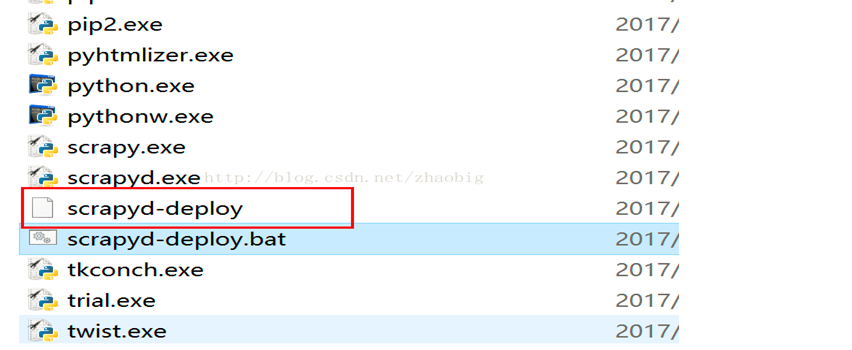 pip2.exe 2017/
pyhtmlizer.exe 2017/
python.exe 2017/
pythonw.exe 2017/
scrapy.exe 2017/
scrapyd.exe http://blog.csdn.net/zhaobig 2017/
scrapyd-deploy 2017/
scrapyd-deploy.bat 2017/
tkconch.exe 2017/
trial.exe 2017/
twist.exe 2017/